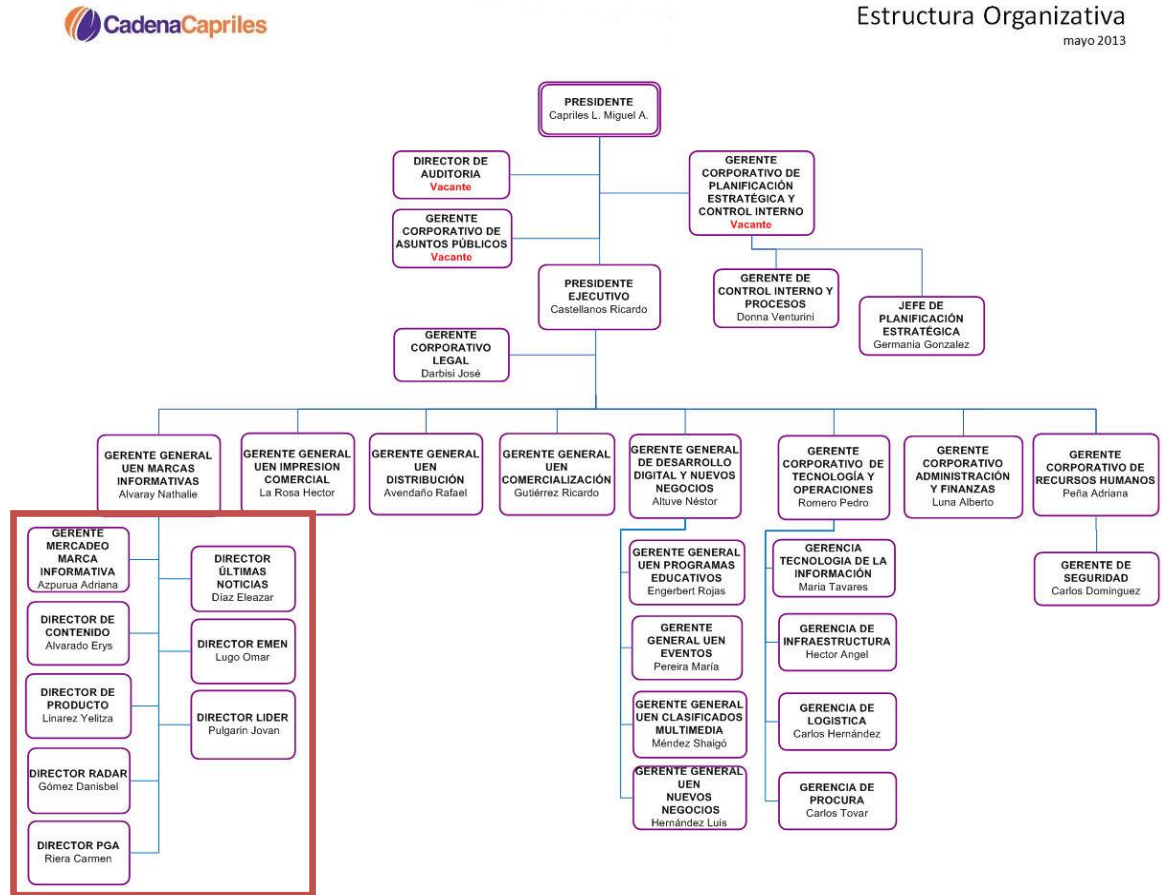 CadenaCapriles
Estructura Organizativa
mayo 2013
PRESIDENTE
Capriles L. Miguel A.
DIRECTOR DE
AUDITORIA
Vacante
GERENTE
CORPORATIVO DE
PLANIFICACIÓN
ESTRATÉGICA Y
CONTROL INTERNO
Vacante
GERENTE
CORPORATIVO DE
ASUNTOS PÚBLICOS
Vacante
PRESIDENTE
EJECUTIVO
Castellanos Ricardo
GERENTE DE
CONTROL INTERNO Y
PROCESOS
Donna Venturini
JEFE DE
PLANIFICACIÓN
ESTRATÉGICA
Germania Gonzalez
GERENTE
CORPORATIVO
LEGAL
Darbisi José
GERENTE GENERAL
UEN MARCAS
INFORMATIVAS
Alvaray Nathalie
GERENTE GENERAL
UEN IMPRESION
COMERCIAL
La Rosa Hector
GERENTE GENERAL
UEN
DISTRIBUCIÓN
Avendaño Rafael
GERENTE GENERAL
UEN
COMERCIALIZACIÓN
Gutiérrez Ricardo
GERENTE GENERAL
DE DESARROLLO
DIGITAL Y NUEVOS
NEGOCIOS
Altuve Néstor
GERENTE
CORPORATIVO DE
TECNOLOGÍA Y
OPERACIONES
Romero Pedro
GERENTE
CORPORATIVO
ADMINISTRACIÓN
Y FINANZAS
Luna Alberto
GERENTE
CORPORATIVO DE
RECURSOS HUMANOS
Peña Adriana
GERENTE
MERCADEO
MARCA
INFORMATIVA
Azpurua Adriana
DIRECTOR
ÚLTIMAS
NOTICIAS
Díaz Eleazar
DIRECTOR DE
CONTENIDO
Alvarado Erys
DIRECTOR EMEN
Lugo Omar
DIRECTOR DE
PRODUCTO
Linarez Yelitza
DIRECTOR LIDER
Pulgarin Jovan
DIRECTOR RADAR
Gómez Danisbel
DIRECTOR PGA
Riera Carmen
GERENTE GENERAL
UEN PROGRAMAS
EDUCATIVOS
Engerbert Rojas
GERENTE
GENERAL UEN
EVENTOS
Pereira María
GERENTE GENERAL
UEN CLASIFICADOS
MULTIMEDIA
Méndez Shaigó
GERENTE GENERAL
UEN
NUEVOS
NEGOCIOS
Hernández Luis
GERENCIA
TECNOLOGIA DE LA
INFORMACIÓN
Maria Tavares
GERENCIA DE
INFRAESTRUCTURA
Hector Angel
GERENCIA DE
LOGISTICA
Carlos Hernández
GERENCIA DE
PROCURA
Carlos Tovar
GERENTE DE
SEGURIDAD
Carlos Dominguez